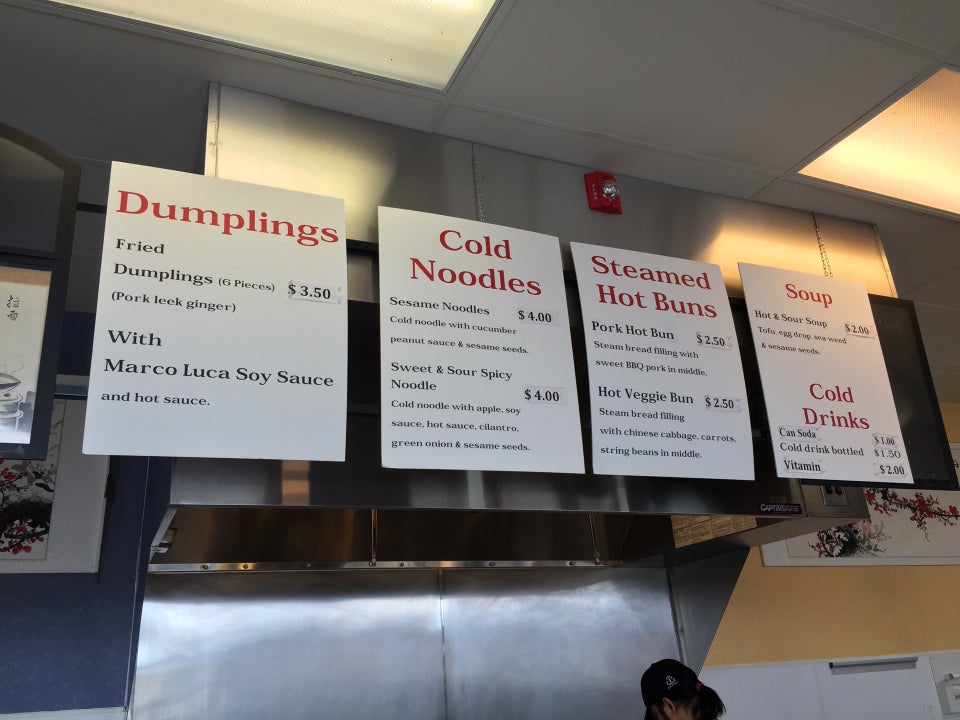 Dumplings
Fried
Dumplings (6 Pieces) $3.50
(Pork leek ginger)
With
Marco Luca Soy Sauce
and hot sauce.
Cold
Noodles
Sesame Noodles $4.00
Cold noodle with cucumber
peanut sauce & sesame seeds.
Sweet & Sour Spicy
Noodle $4.00
Cold noodle with apple, soy
sauce, hot sauce, cilantro,
green onion & sesame seeds.
Steamed
Hot Buns
Pork Hot Bun $2.50
Steam bread filling with
sweet BBQ pork in middle.
Hot Veggie Bun $2.50
Steam bread filling
with chinese cabbage, carrots,
string beans in middle.
Soup
Hot & Sour Soup $2.00
Tofu, egg drop, sea weed
& sesame seeds.
Cold
Drinks
Can Soda $1.00
Cold drink bottled $1.50
Vitamin $2.00
CAPTIVEAIRE